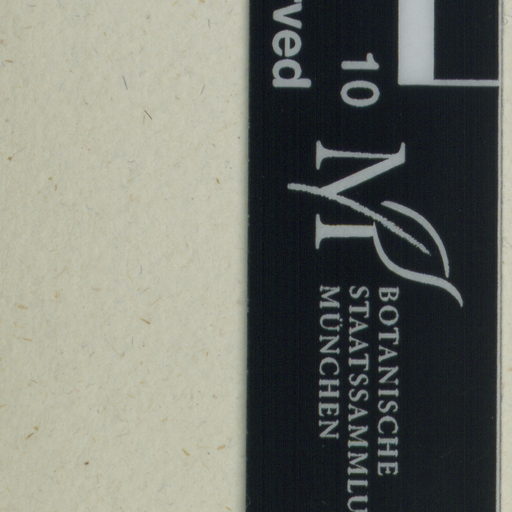 10
rved
BOTANISCHE
STAATSSAMMLU
MÜNCHEN